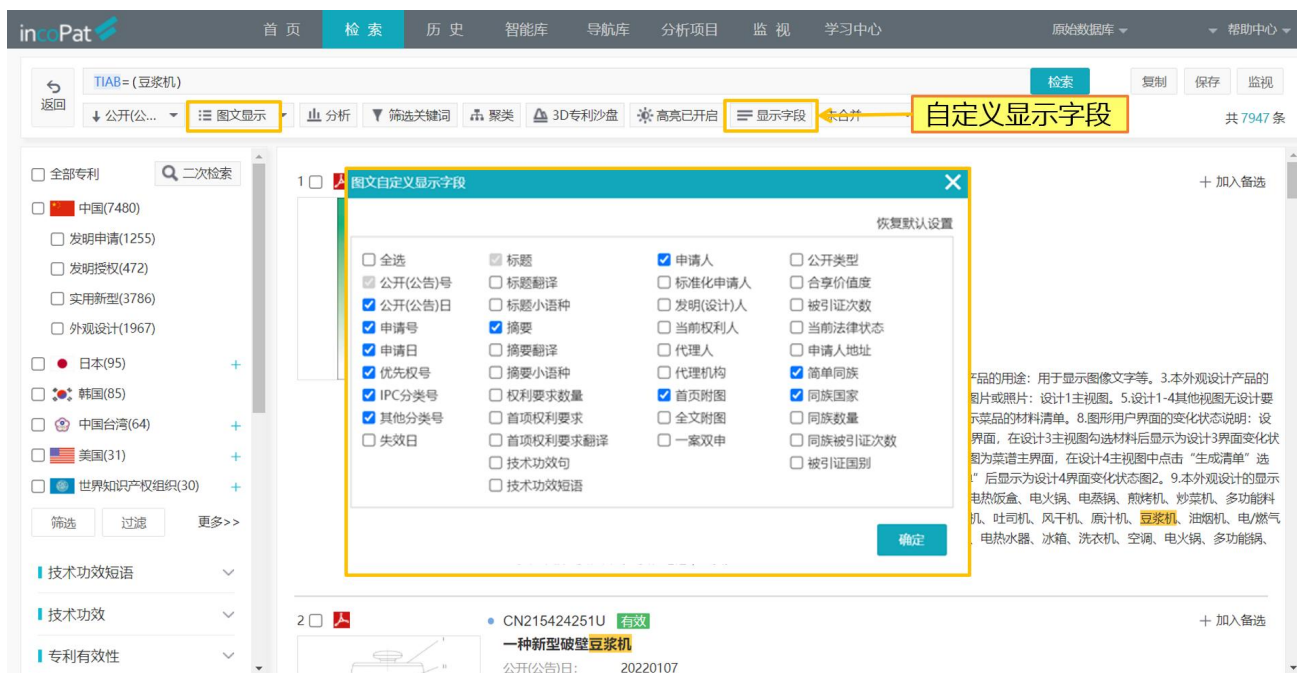 incoPat 首 页 检 索 历 史 智能库 导航库 分析项目 监 视 学习中心 原始数据库 帮助中心
TIAB=(豆浆机) 检索 复制 保存 监视
返回
公开(公... 图文显示 分析 筛选关键词 聚类 3D专利沙盘 高亮已开启 显示字段 未合并 自定义显示字段 共 7947 条
全部专利 二次检索
中国(7480)
发明申请(1255)
发明授权(472)
实用新型(3786)
外观设计(1967)
日本(95) +
韩国(85)
中国台湾(64) +
美国(31) +
世界知识产权组织(30) +
筛选 过滤 更多>>
技术功效短语
技术功效
专利有效性
1 + 加入备选
图文自定义显示字段
恢复默认设置
全选 标题 申请人 公开类型
公开(公告)号 标题翻译 标准化申请人 合享价值度
公开(公告)日 标题小语种 发明(设计)人 被引证次数
申请号 摘要 当前权利人 当前法律状态
申请日 摘要翻译 代理人 申请人地址
优先权号 摘要小语种 代理机构 简单同族
IPC分类号 权利要求数量 首页附图 同族国家
其他分类号 首项权利要求 全文附图 同族数量
失效日 首项权利要求翻译 一案双申 同族被引证次数
技术功效句 被引证国别
技术功效短语
确定
产品的用途：用于显示图像文字等。3.本外观设计产品的
图片或照片：设计1主视图。5.设计1-4其他视图无设计要
示菜品的材料清单。8.图形用户界面的变化状态说明：设
界面，在设计3主视图勾选材料后显示为设计3界面变化状
图为菜谱主界面，在设计4主视图中点击“生成清单”选
”后显示为设计4界面变化状态图2。9.本外观设计的显示
电热饭盒、电火锅、电蒸锅、煎烤机、炒菜机、多功能料
机、吐司机、风干机、原汁机、豆浆机、油烟机、电/燃气
、电热水器、冰箱、洗衣机、空调、电火锅、多功能锅、
2 CN215424251U 有效 + 加入备选
一种新型破壁豆浆机
公开(公告)日： 20220107